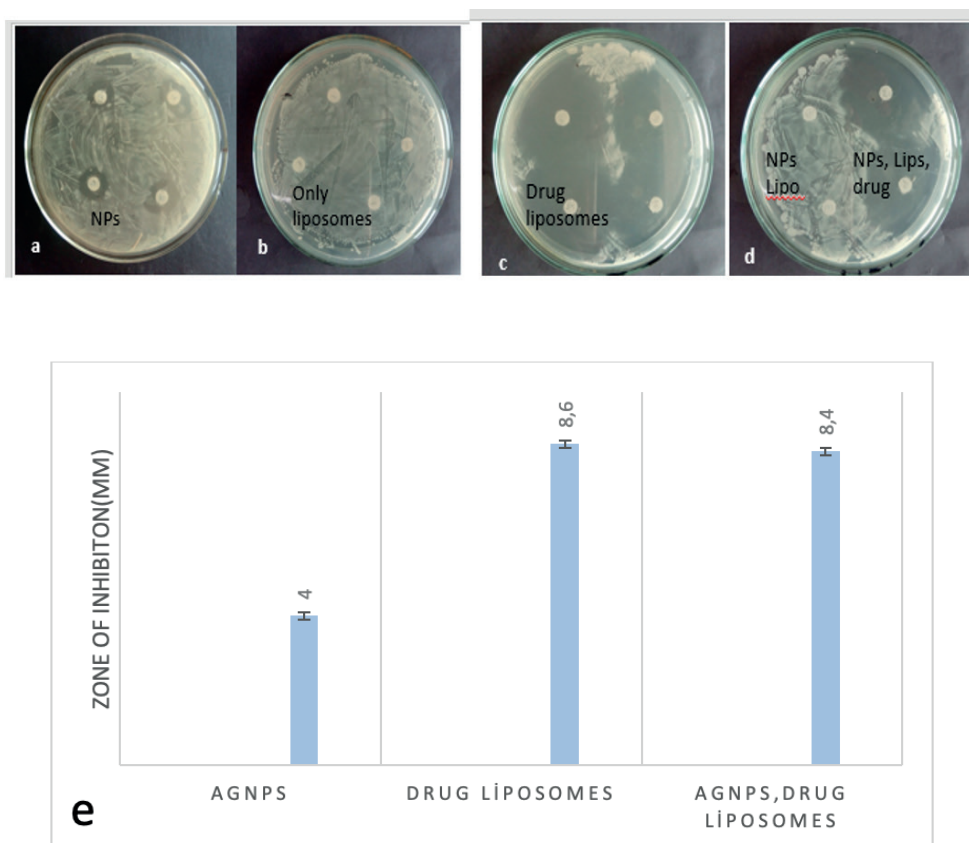 NPs
a
Only
liposomes
b
Drug
liposomes
c
NPs
Lipo
NPs, Lips,
drug
d
ZONE OF INHIBITON(MM)
4
8,6
8,4
AGNPS
DRUG LİPOSOMES
AGNPS,DRUG
LİPOSOMES
e